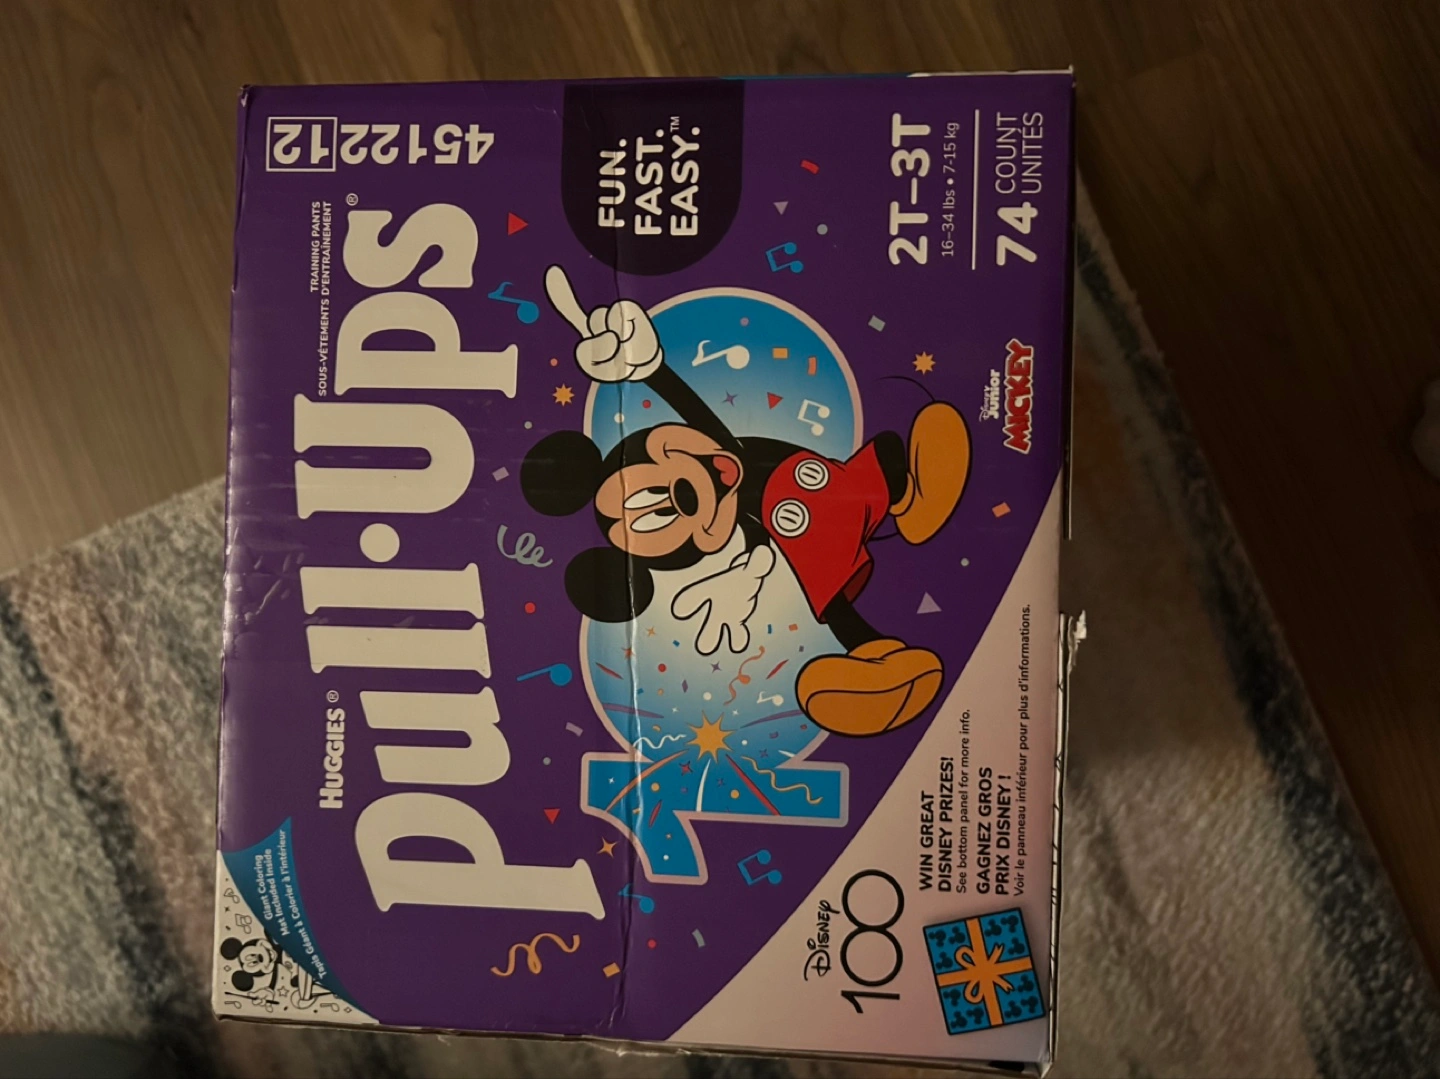 Giant Coloring
Mat Included Inside
Tapis Géant à Colorier à l'intérieur
HUGGIES®
TRAINING PANTS
SOUS-VÊTEMENTS D'ENTRAÎNEMENT
pull·ups®
45122 12
FUN.
FAST.
EASY.™
10
2T–3T
16–34 lbs • 7–15 kg
74 COUNT
UNITÉS
Disney
Junior
MICKEY
Disney
100
WIN GREAT
DISNEY PRIZES!
See bottom panel for more info.
GAGNEZ GROS
PRIX DISNEY !
Voir le panneau inférieur pour plus d'informations.